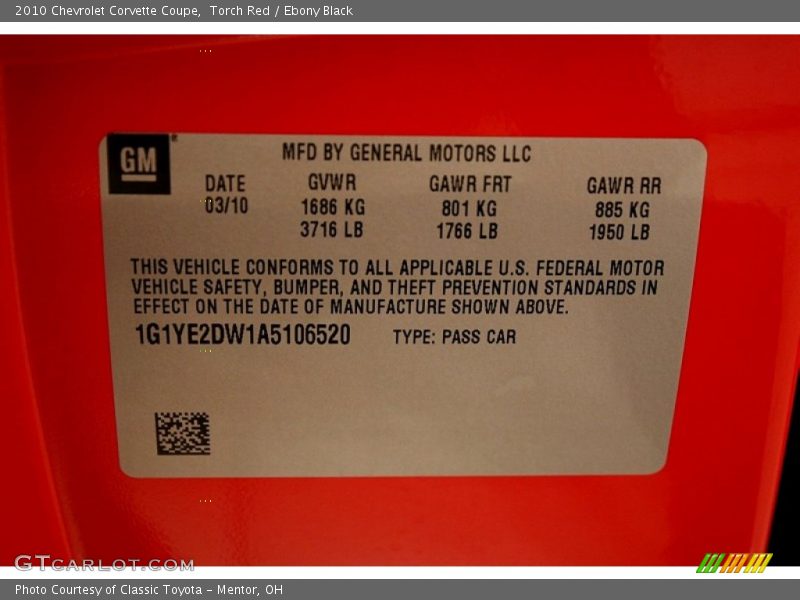 2010 Chevrolet Corvette Coupe,  Torch Red / Ebony Black
GM
MFD BY GENERAL MOTORS LLC
DATE GVWR GAWR FRT GAWR RR
03/10 1686 KG 801 KG 885 KG
3716 LB 1766 LB 1950 LB
THIS VEHICLE CONFORMS TO ALL APPLICABLE U.S. FEDERAL MOTOR
VEHICLE SAFETY, BUMPER, AND THEFT PREVENTION STANDARDS IN
EFFECT ON THE DATE OF MANUFACTURE SHOWN ABOVE.
1G1YE2DW1A5106520 TYPE: PASS CAR
GTCARLOT.COM
Photo Courtesy of Classic Toyota - Mentor, OH